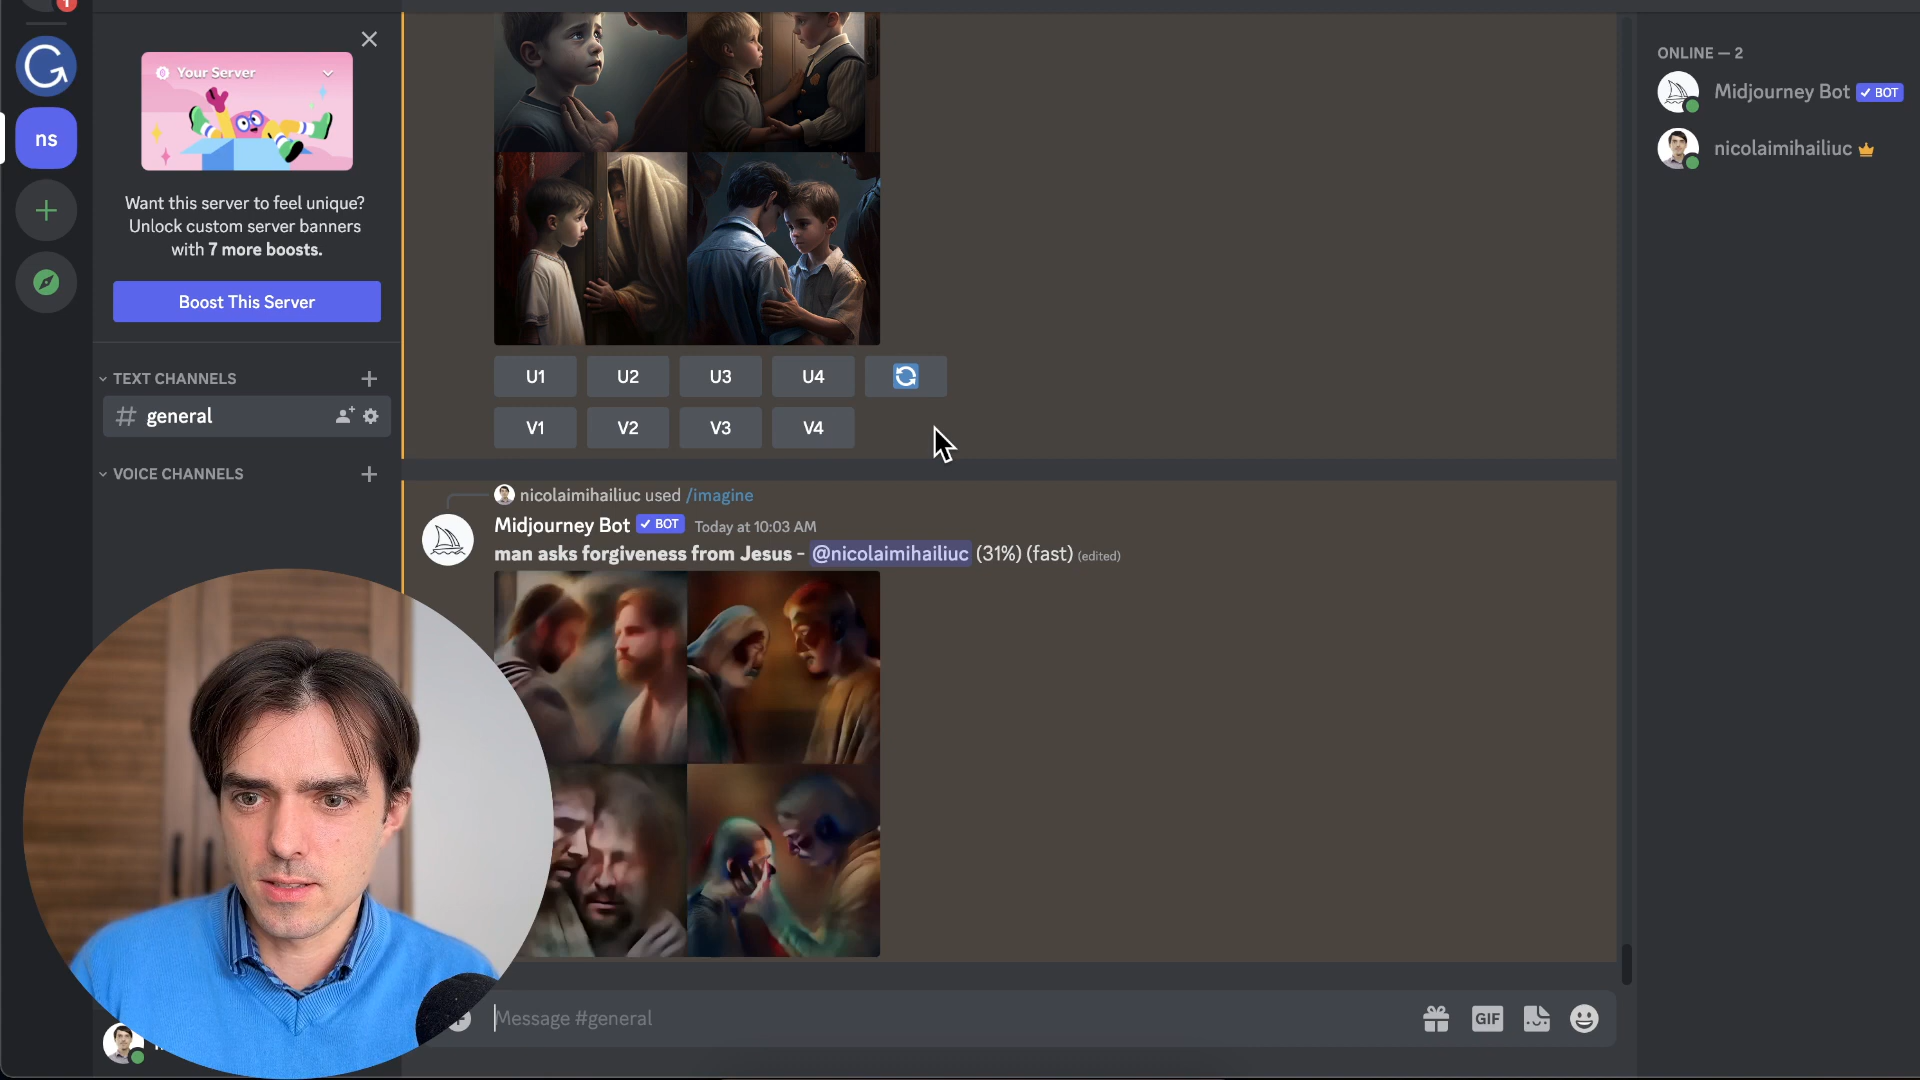 1
G
ns
Your Server
Want this server to feel unique?
Unlock custom server banners
with 7 more boosts.
Boost This Server
TEXT CHANNELS
general
VOICE CHANNELS
U1 U2 U3 U4
V1 V2 V3 V4
nicolaimihailiuc used /imagine
Midjourney Bot ✓ BOT Today at 10:03 AM
man asks forgiveness from Jesus - @nicolaimihailiuc (31%) (fast) (edited)
Message #general
GIF
ONLINE — 2
Midjourney Bot ✓ BOT
nicolaimihailiuc